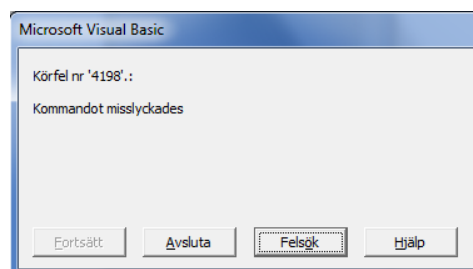 Microsoft Visual Basic
Körfel nr '4198'.:
Kommandot misslyckades
Fortsätt
Avsluta
Felsök
Hjälp